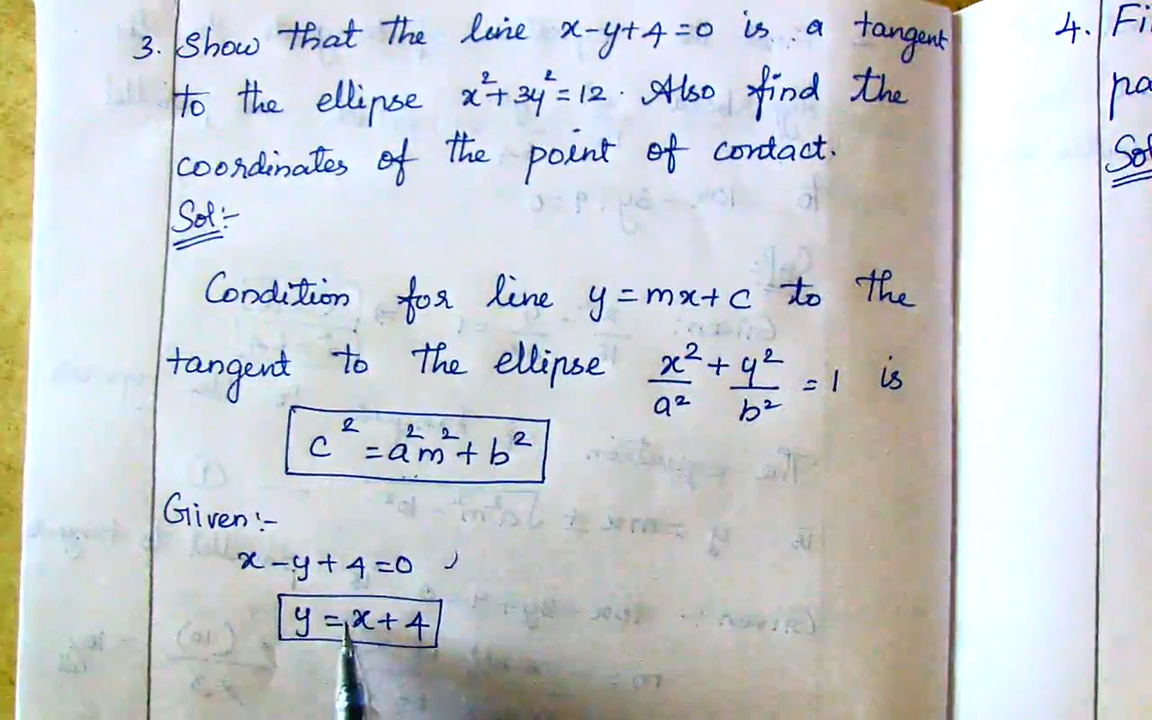 3. Show that the line x-y+4=0 is a tangent
to the ellipse x²+3y²=12. Also find the
coordinates of the point of contact.
Sol:-
Condition for line y=mx+c to the
tangent to the ellipse x²/a² + y²/b² = 1 is
c² = a²m² + b²
Given:-
x-y+4=0 ,
y = x+4
4. Fi
pa
Sol